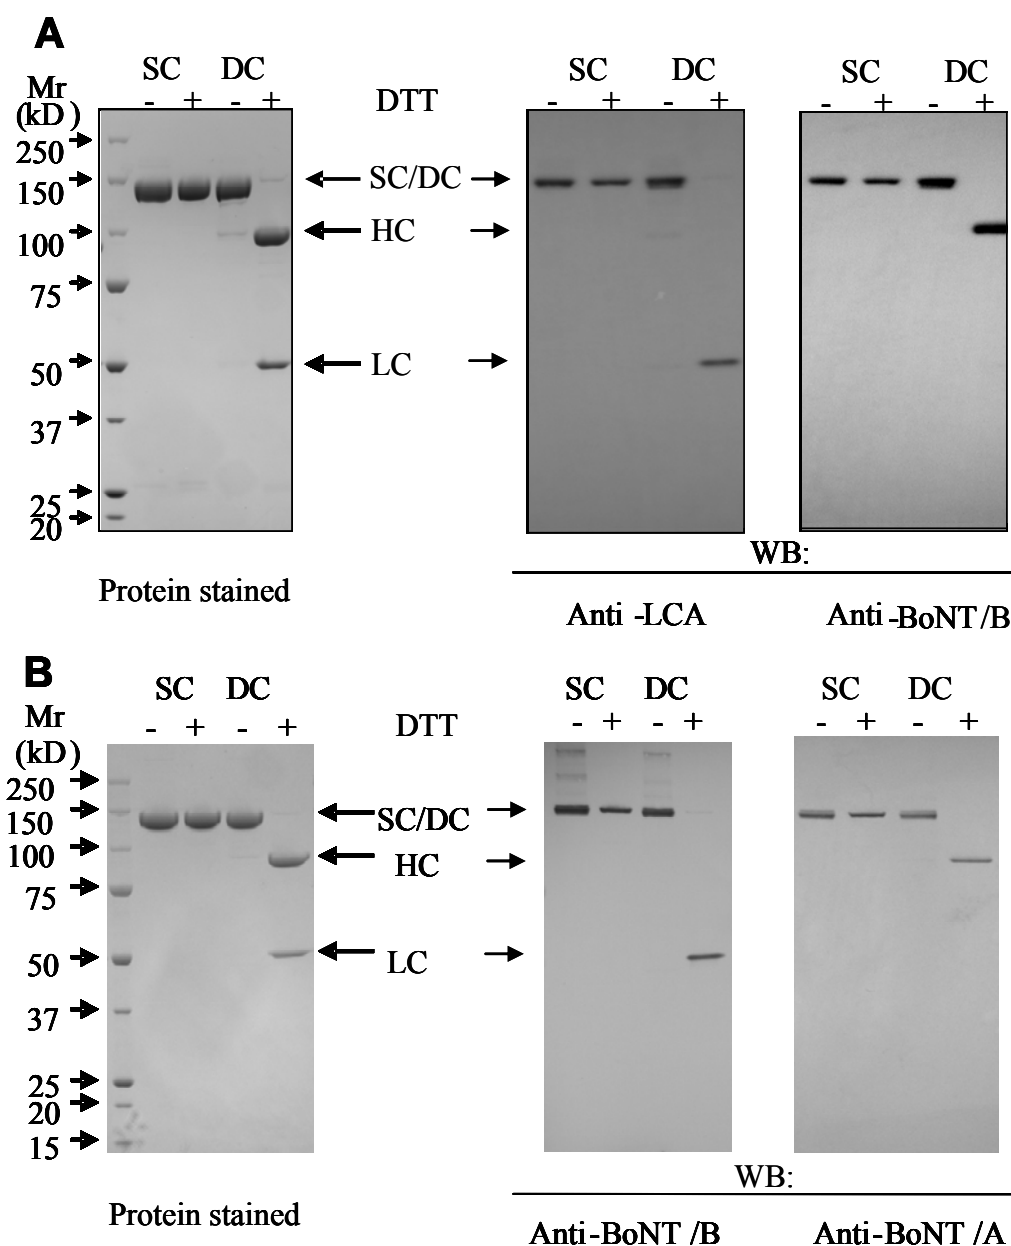 A
SC DC SC DC SC DC
Mr (kD) - + - + DTT - + - + - + - +
250
150 SC/DC
100 HC
75
50 LC
37
25
20
WB:
Protein stained Anti -LCA Anti-BoNT/B
B
SC DC SC DC SC DC
Mr (kD) - + - + DTT - + - + - + - +
250
150 SC/DC
100 HC
75
50 LC
37
25
20
15
WB:
Protein stained Anti-BoNT /B Anti-BoNT /A